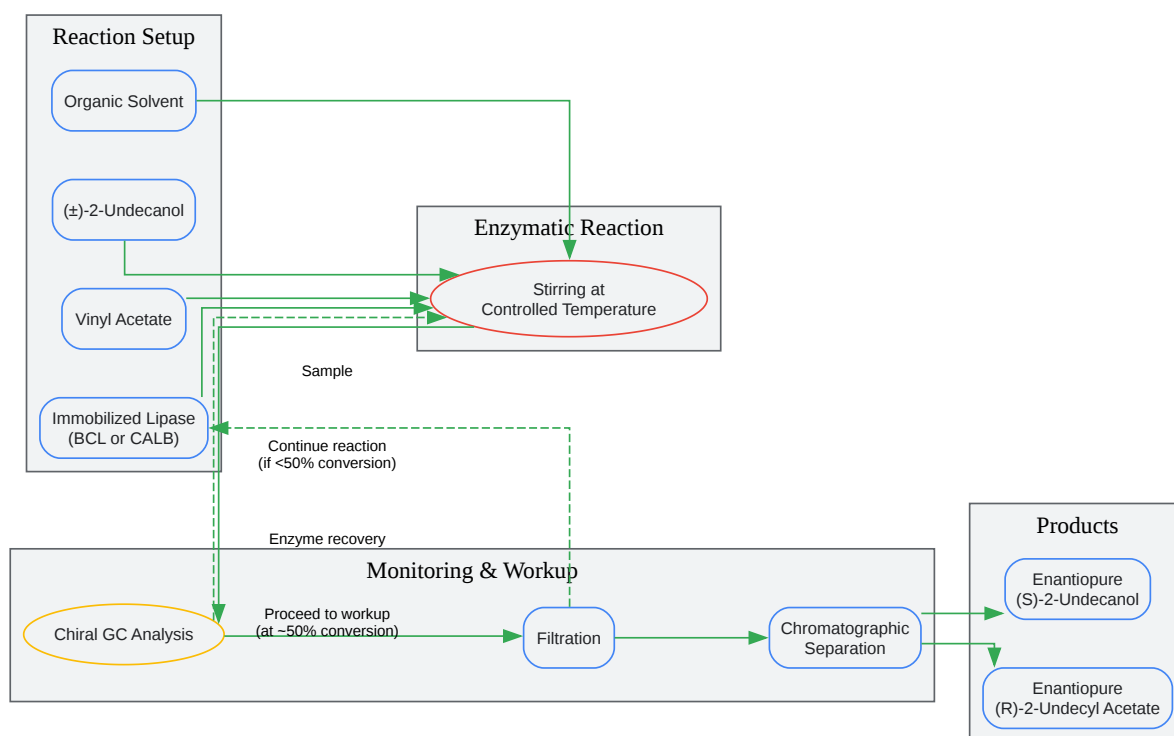 Reaction Setup
Organic Solvent
(±)-2-Undecanol
Vinyl Acetate
Immobilized Lipase
(BCL or CALB)
Enzymatic Reaction
Stirring at
Controlled Temperature
Sample
Continue reaction
(if <50% conversion)
Enzyme recovery
Monitoring & Workup
Chiral GC Analysis
Proceed to workup
(at ~50% conversion)
Filtration
Chromatographic
Separation
Products
Enantiopure
(S)-2-Undecanol
Enantiopure
(R)-2-Undecyl Acetate